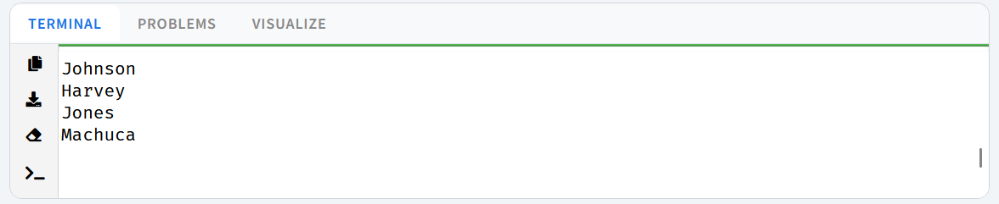 TERMINAL PROBLEMS VISUALIZE
Johnson
Harvey
Jones
Machuca